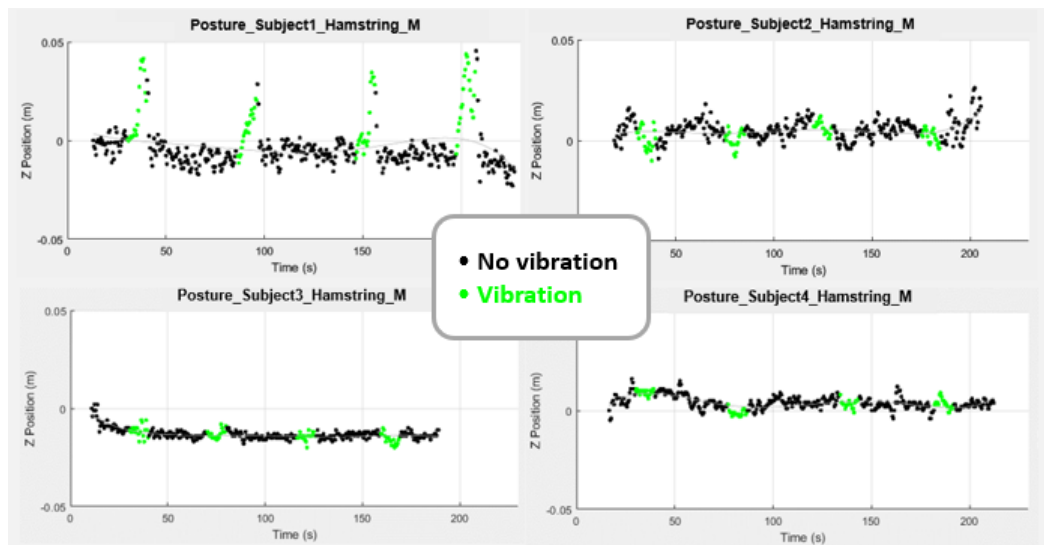 Posture_Subject1_Hamstring_M
0.05
0
-0.05
Z Position (m)
0
50
100
150
Time (s)
Posture_Subject2_Hamstring_M
0.05
0
Z Position (m)
50
100
150
200
Time (s)
• No vibration
• Vibration
Posture_Subject3_Hamstring_M
0.05
0
-0.05
Z Position (m)
0
50
100
150
200
Time (s)
Posture_Subject4_Hamstring_M
0
-0.05
Z Position (m)
0
50
100
150
200
Time (s)